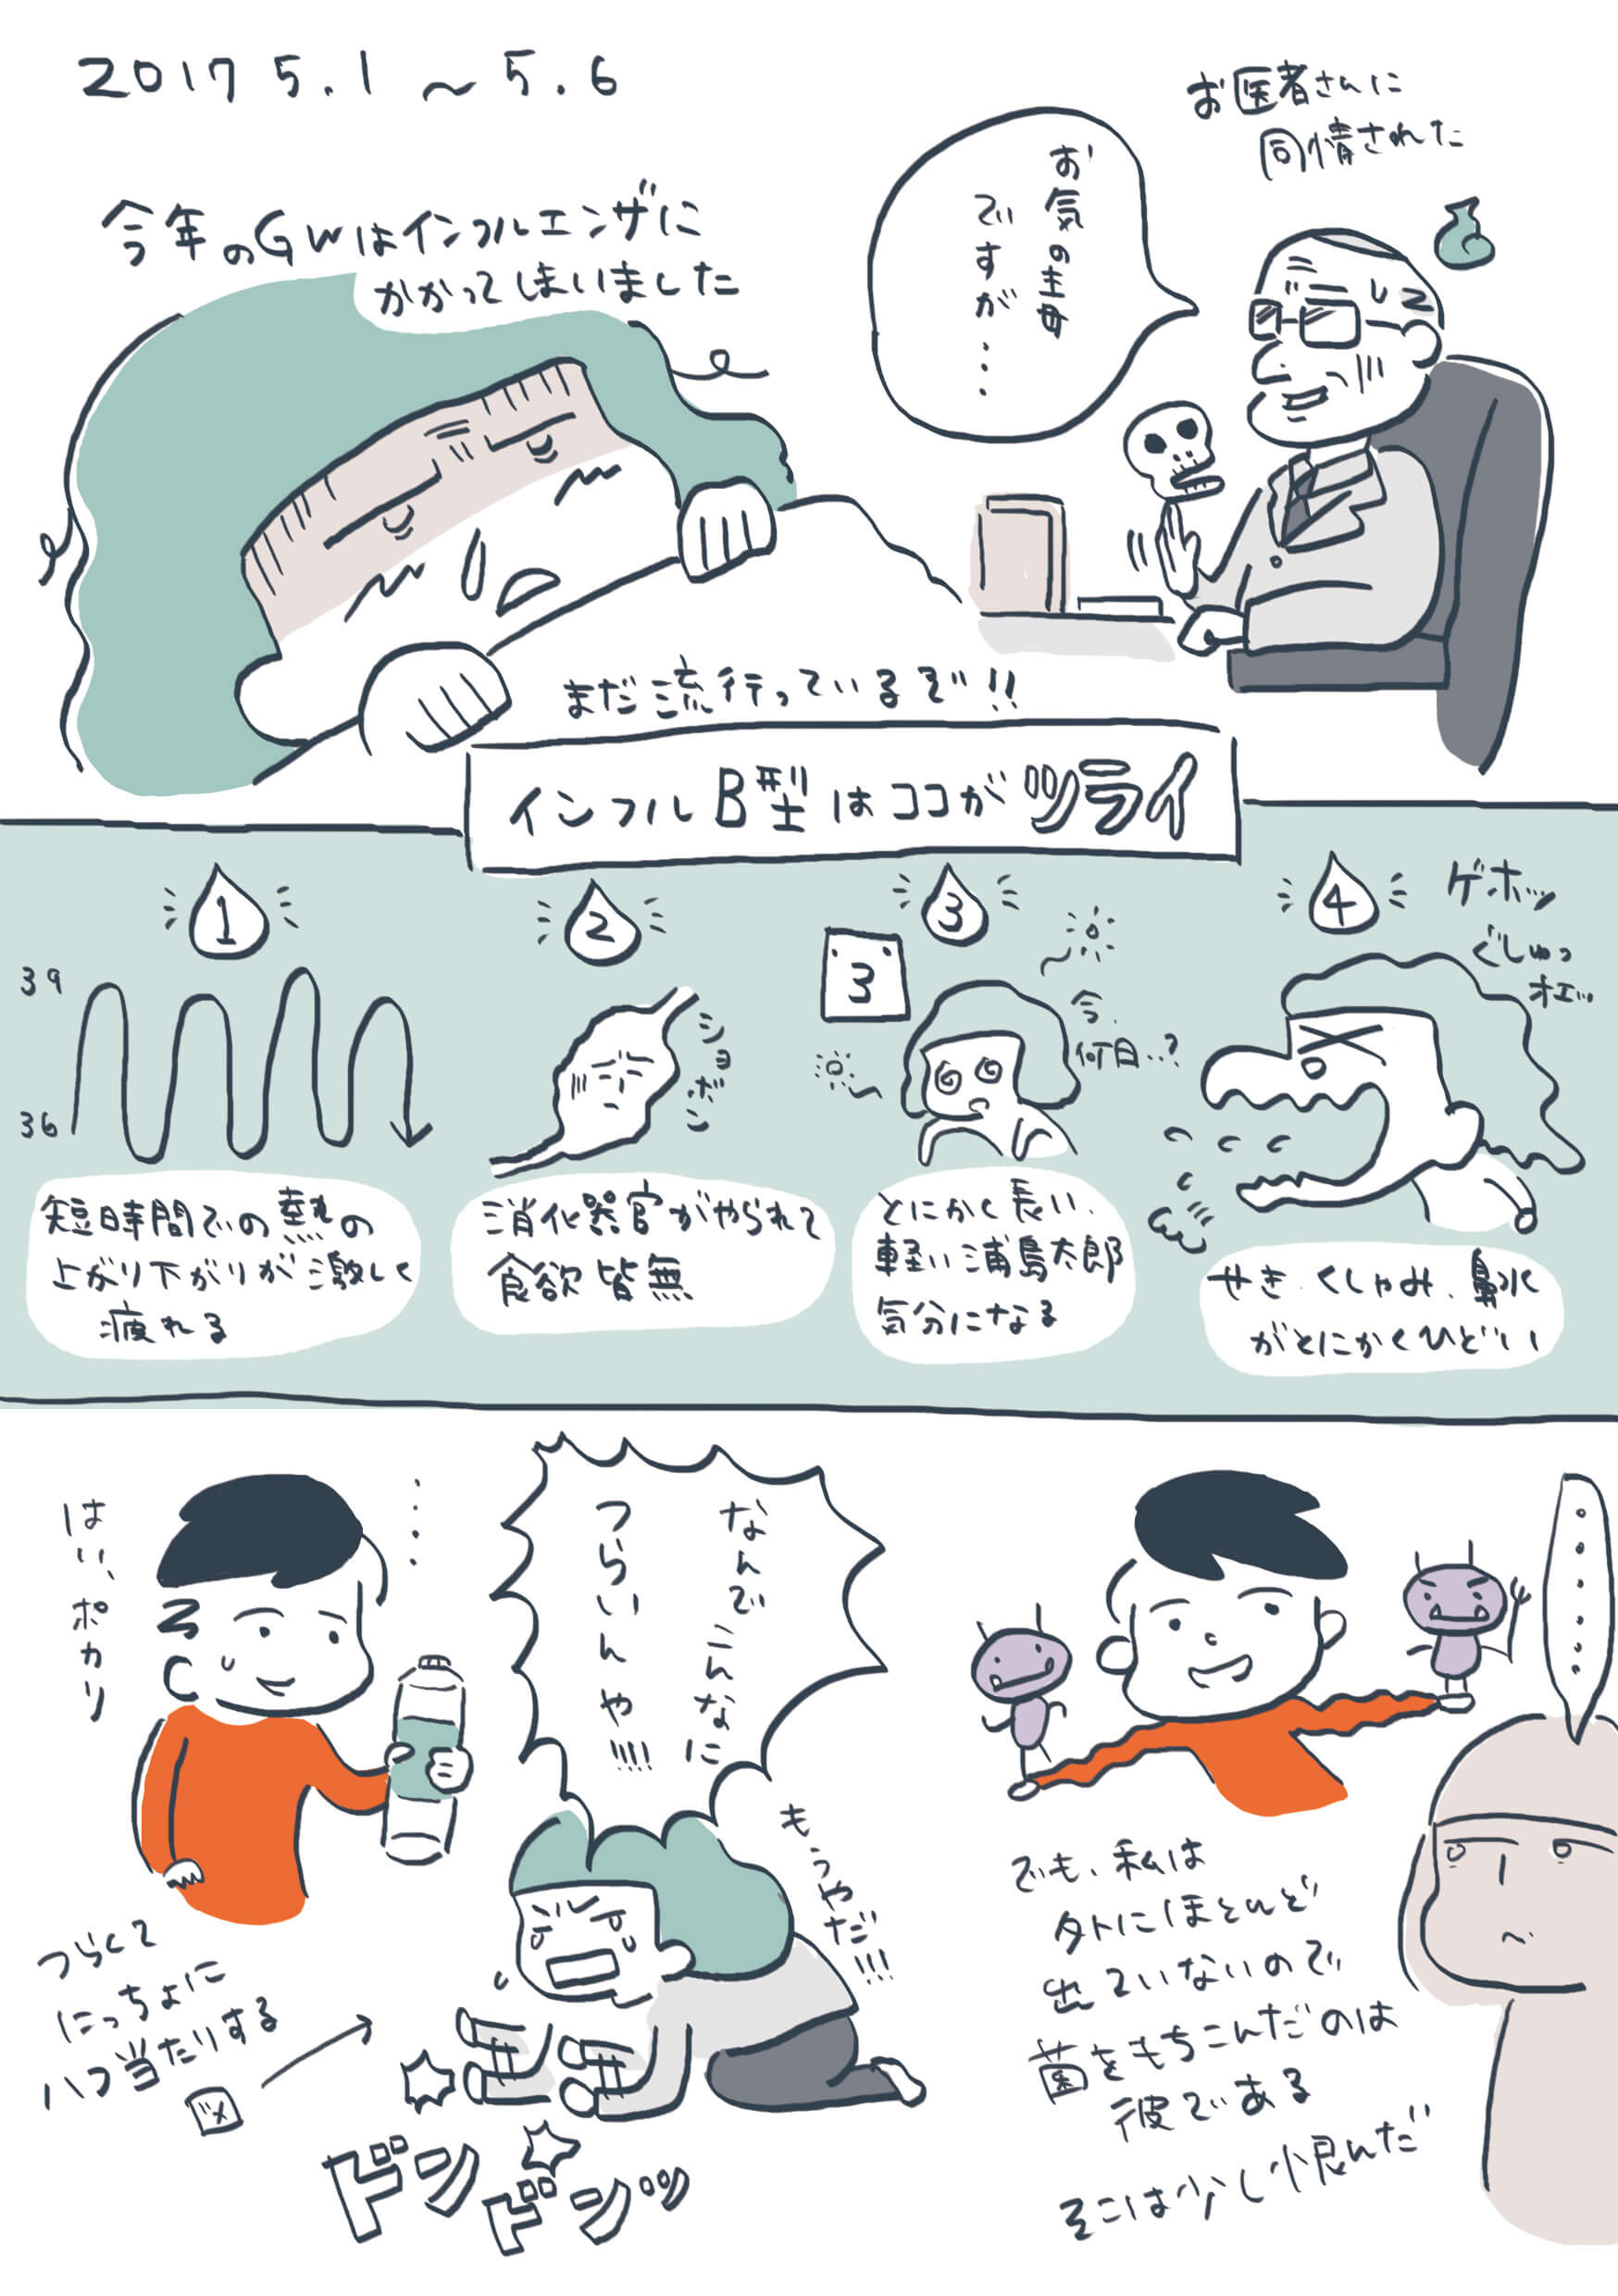 2017 5.1 〜5.6
今年のGWはインフルエンザに
かかってしまいました
お医者さんに
同情された
お気の毒
ですが・・・
まだ流行っているぞ!!
インフルB型はココがツライ
1
39
36
短時間での熱の
上がり下がりが激しく
疲れる
2
ショボン
消化器官がやられて
食欲皆無
3
3
今、
何日・・?
とにかく長い、
軽い浦島太郎
気分になる
4
ゲホッ
ぐしゅっ
オエッ
せき、くしゃみ、鼻水
がとにかくひどい
はい、ポカリ
・・・・
なんでこんなに
つらいんや!!!!
もうやだ!!!
つらくて
にっちょに
ハつ当たりする
図
ドンドンッ
・・・・・・
でも、私は
外にほとんど
出ていないので
菌をもちこんだのは
彼である
そこは少し恨んだ